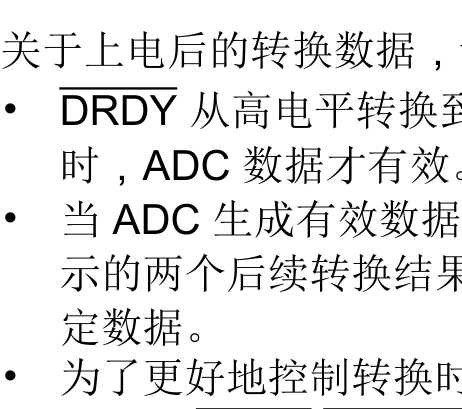 关于上电后的转换数据，
• DRDY 从高电平转换
时，ADC 数据才有效。
• 当 ADC 生成有效数据
示的两个后续转换结果
定数据。
• 为了更好地控制转换时